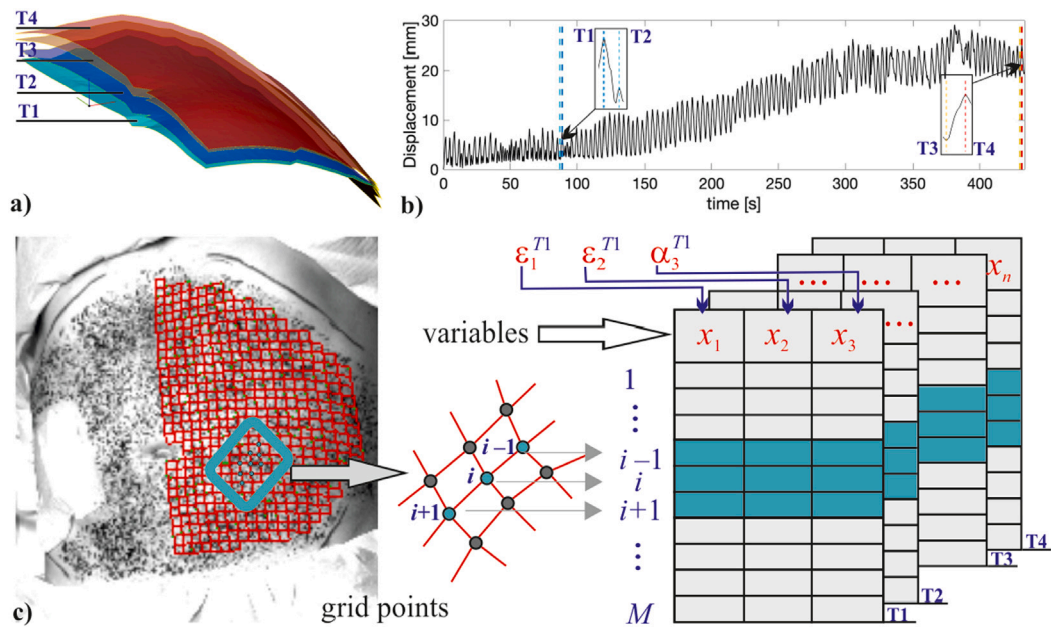 T4
T3
T2
T1
a)
Displacement [mm]
30
20
10
0
T1
T2
T3
T4
0
50
100
150
200
250
300
350
400
time [s]
b)
ε₁ᵀ¹ ε₂ᵀ¹ α₃ᵀ¹
variables
x₁ x₂ x₃
... ... ... xₙ
1
...
i−1
i
i+1
...
M
i−1
i
i+1
T1
T2
T3
T4
grid points
c)